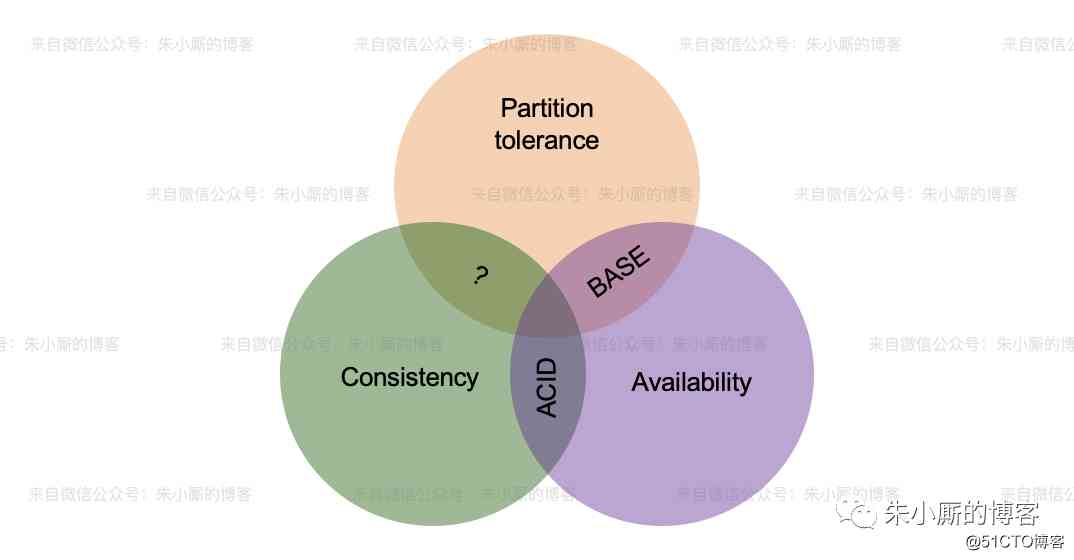 来自微信公众号：朱小厮的博客 来自微信公众号：朱小厮的博客 来自微信公众号：朱小厮的博客 来自微信公众号
Partition
tolerance
来自微信公众号：朱小厮的博客 来自微信公众号：朱小厮的博客 来自微信公众号：朱小厮的博客
?
BASE
号：朱小厮的博客 来自微信公众号：朱小厮的博客 信公众号：朱小厮的博客 来自微信公众号：朱小厮的
Consistency
ACID
Availability
来自微信公众号：朱小厮的博客 来自微信公众号：朱小厮的博客 来自微信公众号：朱小厮的博客 来自微信公众号
朱小厮的博客
@51CTO博客